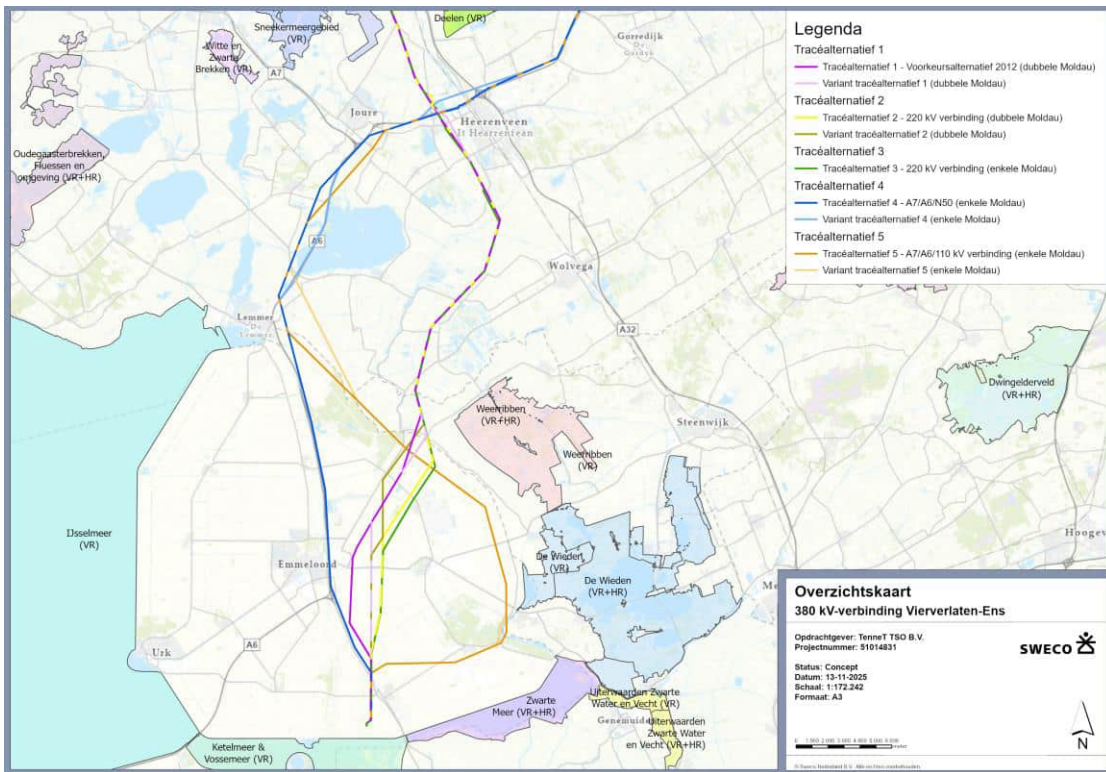 Legenda
Tracéalternatief 1
Tracéalternatief 1 - Voorkeursalternatief 2012 (dubbele Moldau)
Variant tracéalternatief 1 (dubbele Moldau)
Tracéalternatief 2
Tracéalternatief 2 - 220 kV verbinding (dubbele Moldau)
Variant tracéalternatief 2 (dubbele Moldau)
Tracéalternatief 3
Tracéalternatief 3 - 220 kV verbinding (enkele Moldau)
Tracéalternatief 4
Tracéalternatief 4 - A7/A6/N50 (enkele Moldau)
Variant tracéalternatief 4 (enkele Moldau)
Tracéalternatief 5
Tracéalternatief 5 - A7/A6/110 kV verbinding (enkele Moldau)
Variant tracéalternatief 5 (enkele Moldau)
Deelen
(VR)
Sneekermeergebied
(VR)
Witte en
Zwarte
Brekken (VR)
A7
Gorredijk
Joure
Heerenveen
It Hearrenfean
Oudegaasterbrekken,
Fluessen en
omgeving (VR+HR)
A6
Wolvega
Lemmer
De
Lemmer
A32
Dwingelderveld
(VR+HR)
Weerribben
(VR+HR)
Steenwijk
Weerribben
(VR)
IJsselmeer
(VR)
Hoogev
Emmeloord
De Wieden
(VR)
De Wieden
(VR+HR)
Me
A6
Urk
Zwarte
Meer (VR+HR)
Uiterwaarden Zwarte
Water en Vecht (VR)
Genemuiden
Uiterwaarden
Zwarte Water
en Vecht (VR+HR)
Ketelmeer &
Vossemeer (VR)
Overzichtskaart
380 kV-verbinding Vierverlaten-Ens
Opdrachtgever: TenneT TSO B.V.
Projectnummer: 51014831
SWECO
Status: Concept
Datum: 13-11-2025
Schaal: 1:172.242
Formaat: A3
N